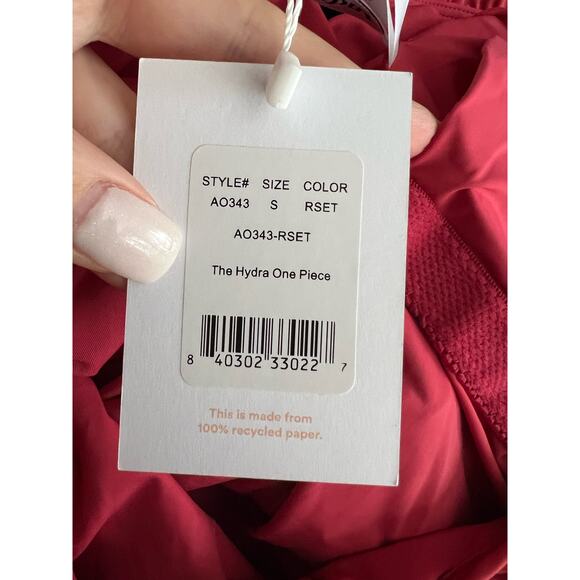 STYLE# SIZE COLOR
AO343 S RSET
AO343-RSET
The Hydra One Piece
8 40302 33022 7
This is made from
100% recycled paper.